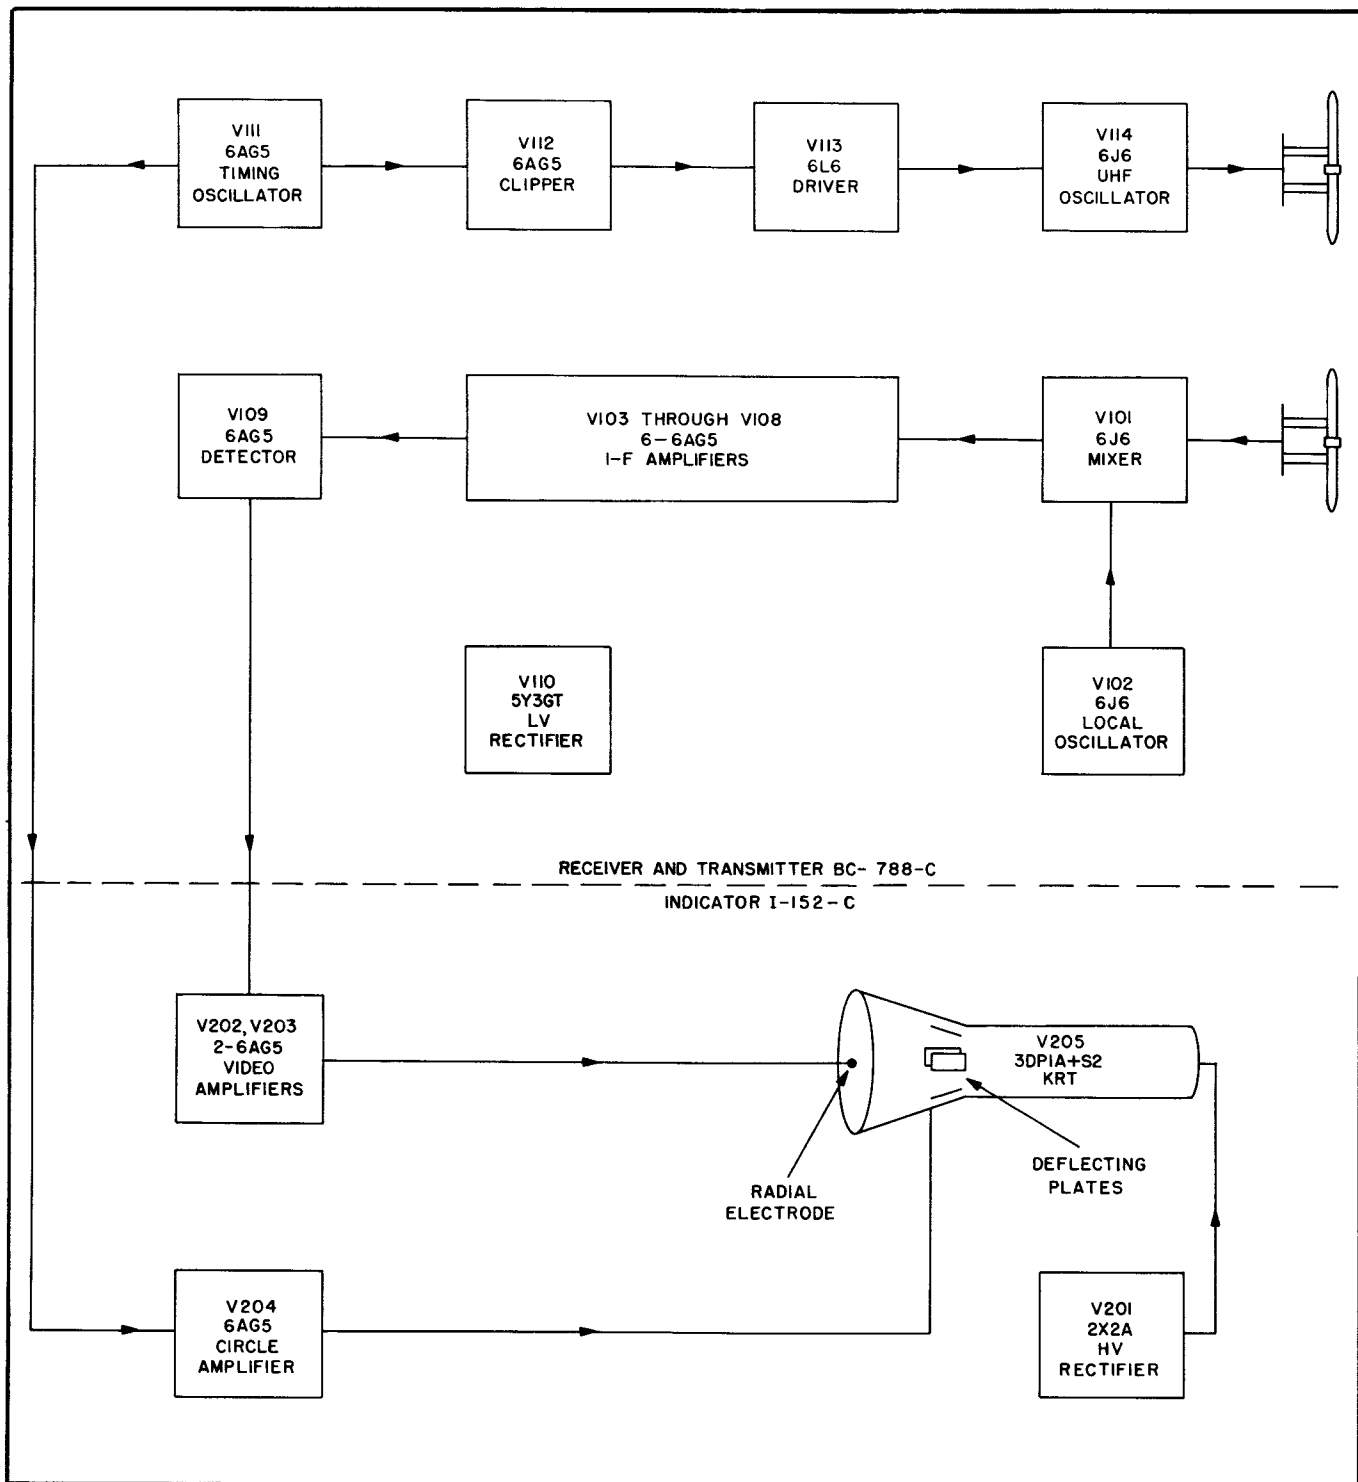 V111
6AG5
TIMING
OSCILLATOR
V112
6AG5
CLIPPER
V113
6L6
DRIVER
V114
6J6
UHF
OSCILLATOR
V109
6AG5
DETECTOR
V103 THROUGH V108
6-6AG5
I-F AMPLIFIERS
V101
6J6
MIXER
V110
5Y3GT
LV
RECTIFIER
V102
6J6
LOCAL
OSCILLATOR
RECEIVER AND TRANSMITTER BC-788-C
INDICATOR I-152-C
V202, V203
2-6AG5
VIDEO
AMPLIFIERS
V205
3DP1A+S2
KRT
RADIAL
ELECTRODE
DEFLECTING
PLATES
V204
6AG5
CIRCLE
AMPLIFIER
V201
2X2A
HV
RECTIFIER